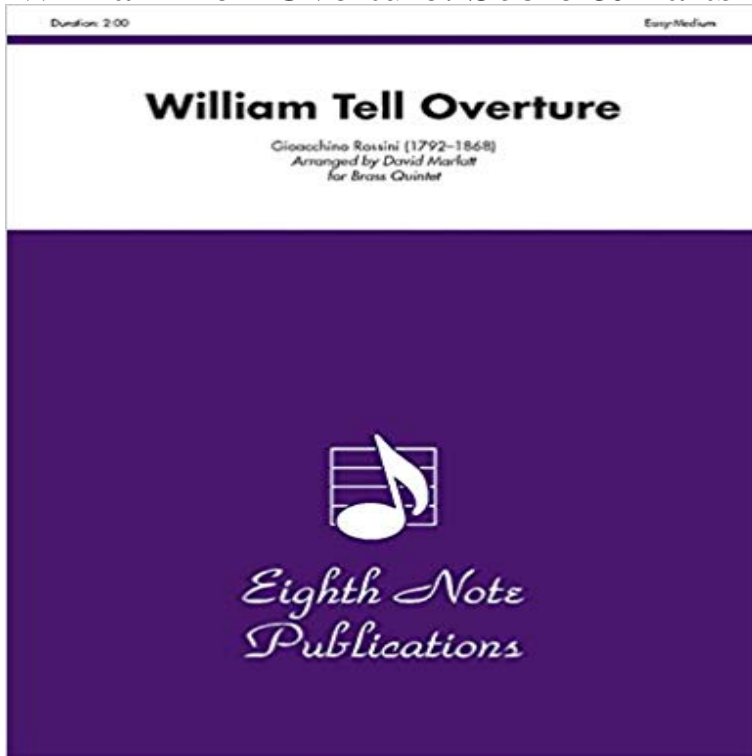 Duration: 2:00
Easy-Medium
William Tell Overture
Gioacchino Rossini (1792–1868)
Arranged by David Marlatt
for Brass Quintet
Eighth Note
Publications